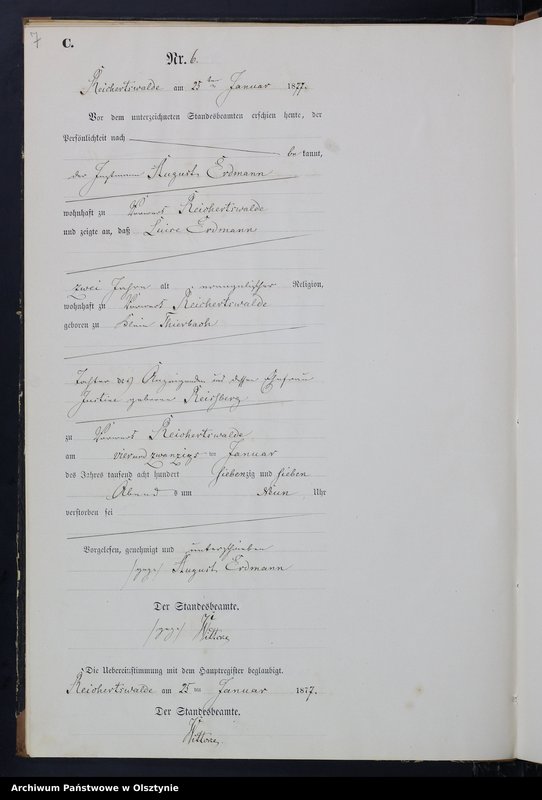 7
C.
Nr. 6.
Reichertswalde am 25ten Januar 1877.
Vor dem unterzeichneten Standesbeamten erschien heute, der
Persönlichkeit nach
be kannt,
der August Erdmann
wohnhaft zu Vorwerk Reichertswalde
und zeigte an, daß Luise Erdmann
zwei Jahre alt, evangelischer Religion,
wohnhaft zu Vorwerk Reichertswalde
geboren zu Klein Thierbach
Tochter des Anzeigenden und dessen Ehefrau
Justine geborene Reissberg
zu Vorwerk Reichertswalde
am vierundzwanzigsten Januar
des Jahres tausend acht hundert siebenzig und sieben
Abends um Neun Uhr
verstorben sei
Vorgelesen, genehmigt und unterschrieben
(gez.) August Erdmann
Der Standesbeamte.
(gez.)
Die Uebereinstimmung mit dem Hauptregister beglaubigt.
Reichertswalde am 25ten Januar 1877.
Der Standesbeamte.
Archiwum Państwowe w Olsztynie